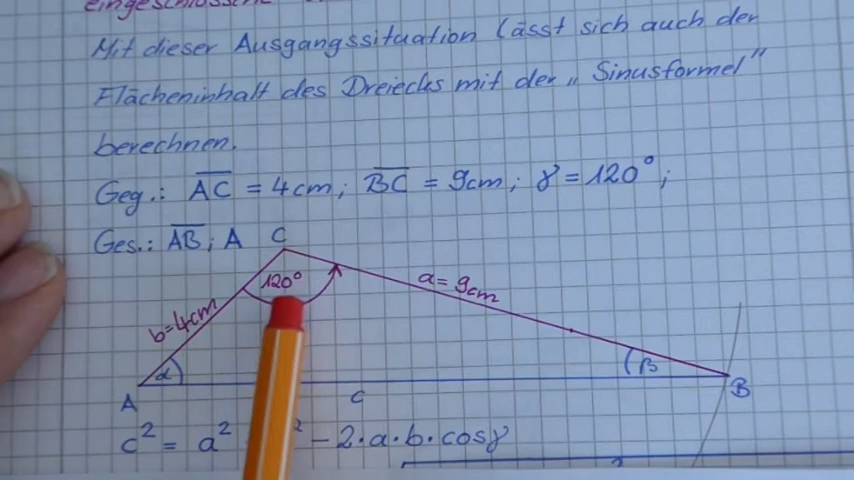 Mit dieser Ausgangssituation lässt sich auch der
Flächeninhalt des Dreiecks mit der „Sinusformel"
berechnen.
Geg.: AC = 4cm; BC = 9cm; γ = 120°;
Ges.: AB; A
C
120°
a = 9cm
b = 4cm
α
β
A
c
B
c² = a² ² - 2·a·b·cosγ